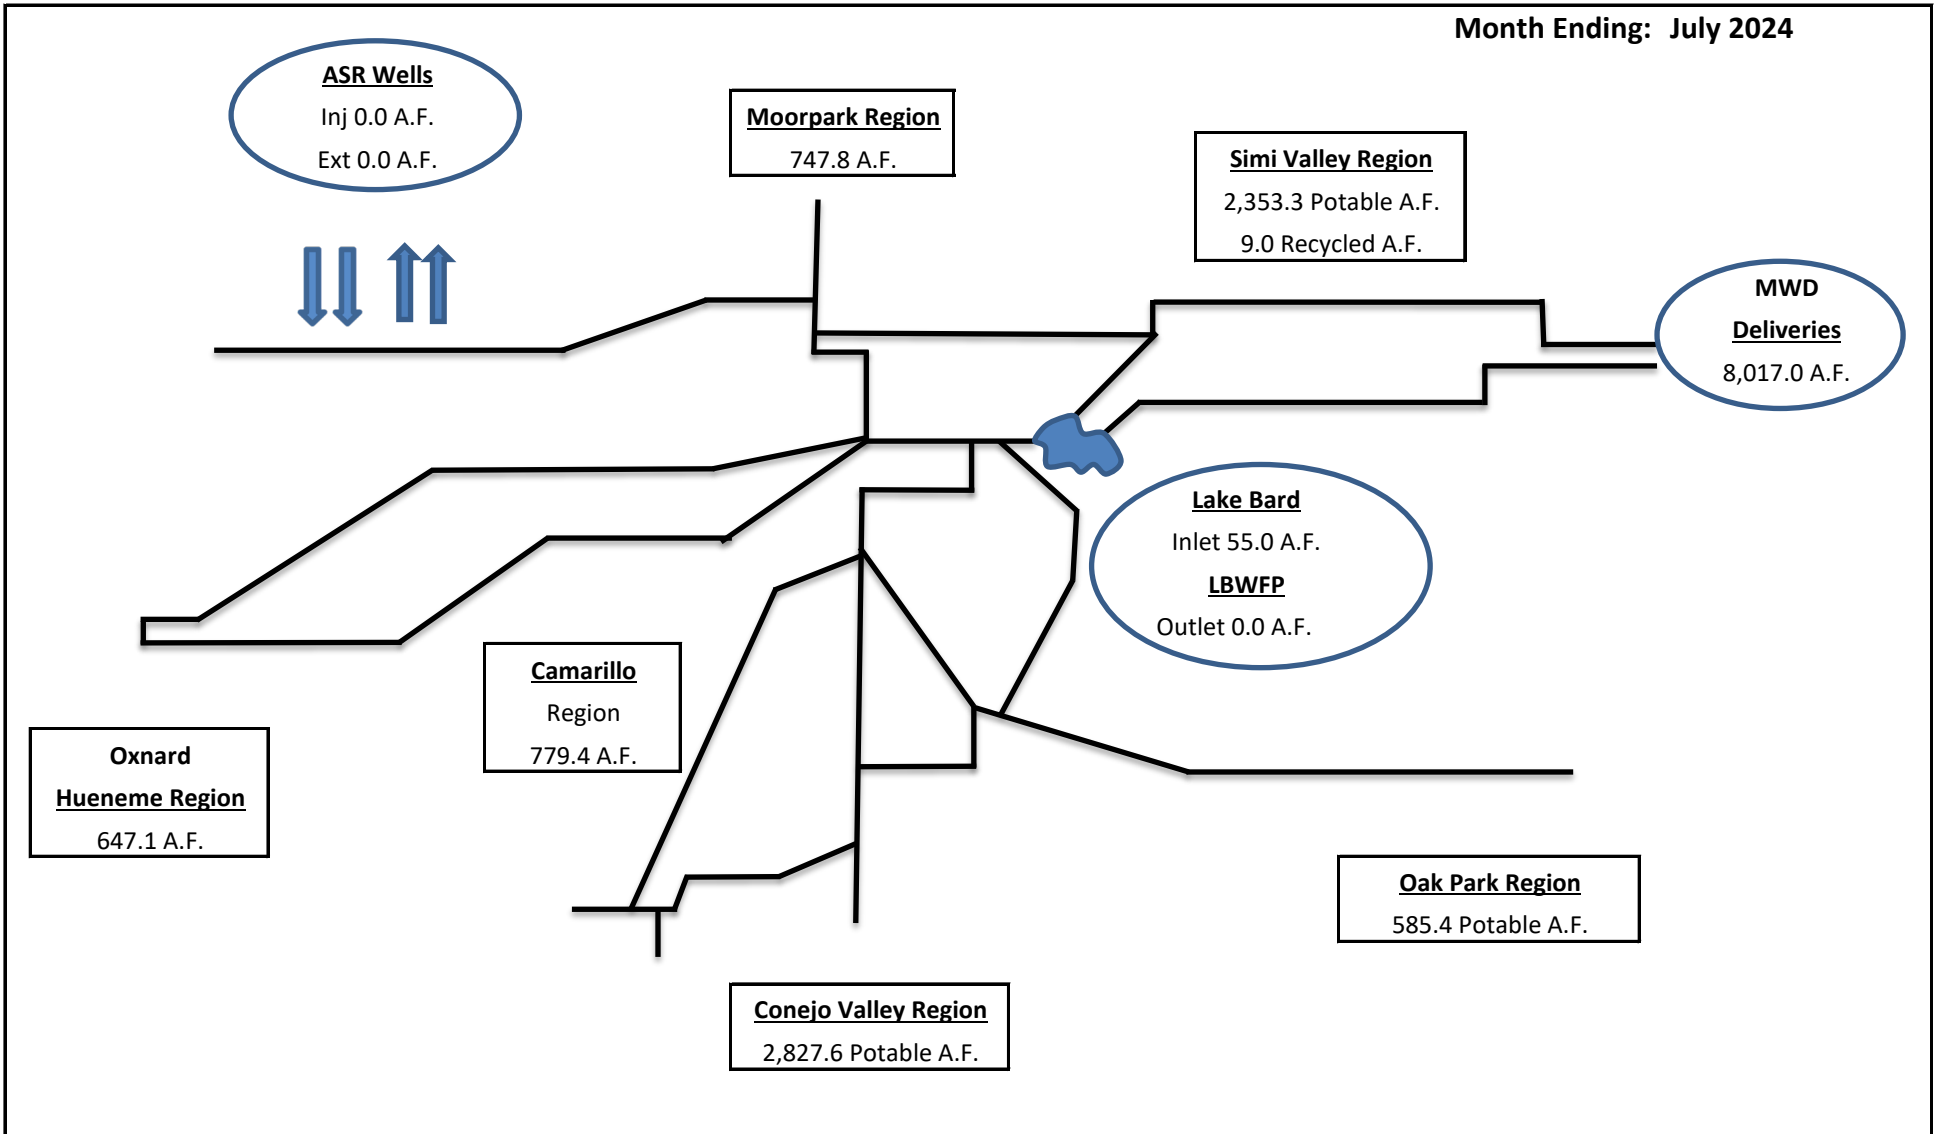 Month Ending: July 2024
ASR Wells
Inj 0.0 A.F.
Ext 0.0 A.F.
Moorpark Region
747.8 A.F.
Simi Valley Region
2,353.3 Potable A.F.
9.0 Recycled A.F.
MWD
Deliveries
8,017.0 A.F.
Lake Bard
Inlet 55.0 A.F.
LBWFP
Outlet 0.0 A.F.
Camarillo
Region
779.4 A.F.
Oxnard
Hueneme Region
647.1 A.F.
Oak Park Region
585.4 Potable A.F.
Conejo Valley Region
2,827.6 Potable A.F.